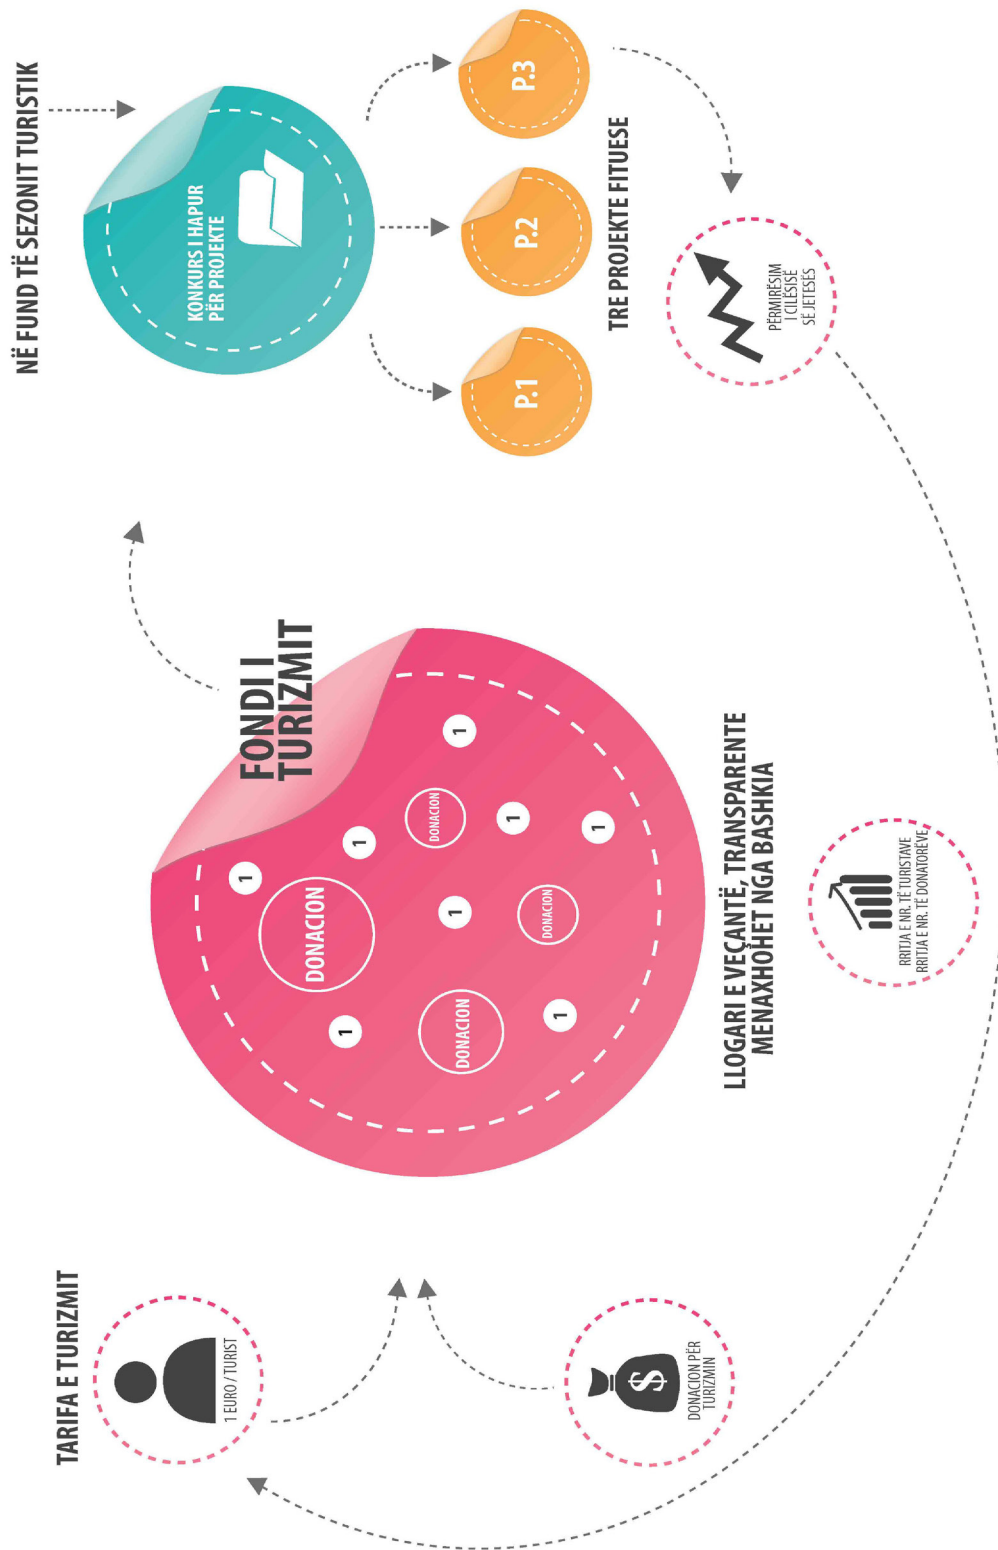 TARIFA E TURIZMIT
1 EURO / TURIST
DONACION PËR
TURIZMIN
FONDI I
TURIZMIT
1
DONACION
1
1
DONACION
1
DONACION
1
DONACION
1
1
1
LLOGARI E VEÇANTË, TRANSPARENTE
MENAXHOHET NGA BASHKIA
NË FUND TË SEZONIT TURISTIK
KONKURS I HAPUR
PËR PROJEKTE
P.1
P.2
P.3
TRE PROJEKTE FITUESE
PËRMIRËSIM
I CILËSISË
SË JETESËS
RRITJA E NR. TË TURISTAVE
RRITJA E NR. TË DONATORËVE